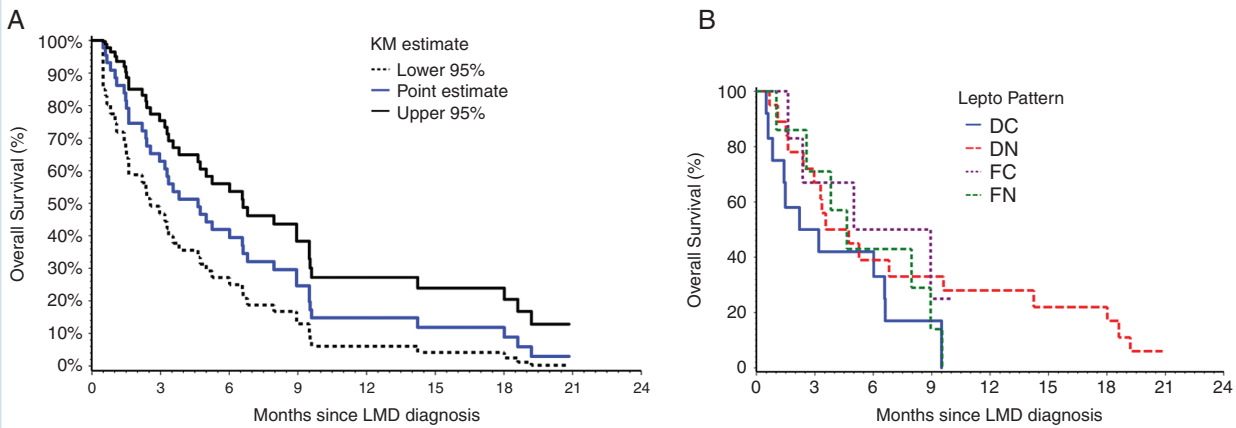 A
Overall Survival (%)
100%
90%
80%
70%
60%
50%
40%
30%
20%
10%
0%
0 3 6 9 12 15 18 21 24
Months since LMD diagnosis
KM estimate
Lower 95%
Point estimate
Upper 95%
B
Overall Survival (%)
100
80
60
40
20
0
0 3 6 9 12 15 18 21 24
Months since LMD diagnosis
Lepto Pattern
DC
DN
FC
FN